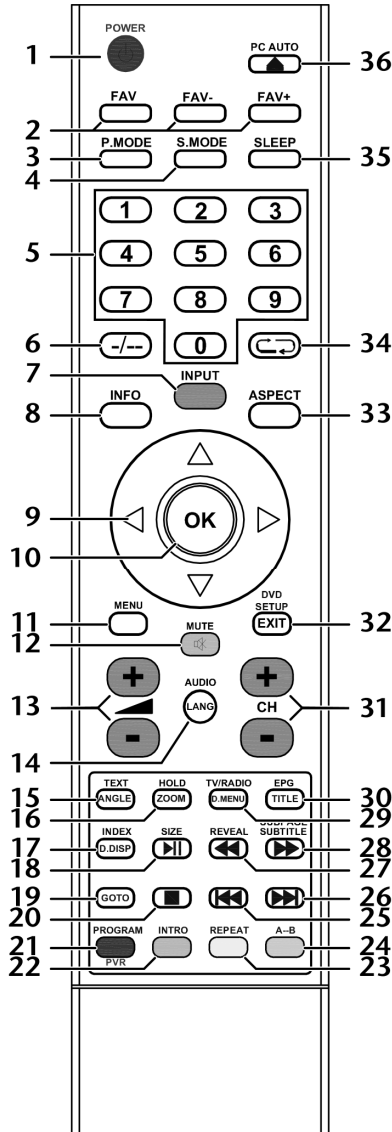 POWER
1
PC AUTO
36
FAV FAV- FAV+
2
P.MODE S.MODE SLEEP
3
35
4
1 2 3
5
4 5 6
7 8 9
6 -/-- 0 34
7 INPUT
8 INFO ASPECT 33
9
OK
10
MENU DVD SETUP
11 EXIT 32
MUTE
12
+ +
AUDIO
13 LANG CH 31
- -
14
TEXT HOLD TV/RADIO EPG
15 ANGLE ZOOM D.MENU TITLE 30
16 29
INDEX SIZE REVEAL SUBPAGE
SUBTITLE
17 D.DISP 28
18 27
19 GOTO 26
20 25
PROGRAM INTRO REPEAT A--B
21 24
PVR
22 23